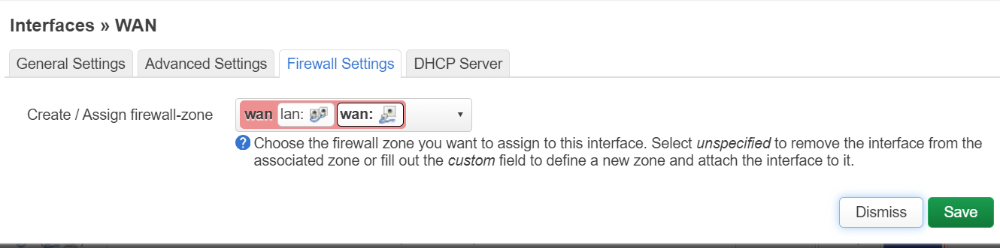 Interfaces » WAN
General Settings Advanced Settings Firewall Settings DHCP Server
Create / Assign firewall-zone wan lan: wan:
Choose the firewall zone you want to assign to this interface. Select unspecified to remove the interface from the
associated zone or fill out the custom field to define a new zone and attach the interface to it.
Dismiss Save